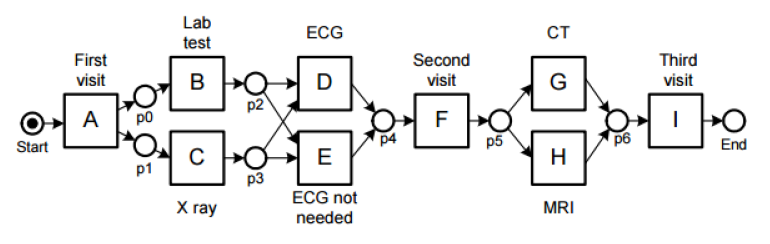 First
visit
A
Start
p0
p1
Lab
test
B
C
X ray
p2
p3
ECG
D
E
ECG not
needed
p4
Second
visit
F
p5
CT
G
H
MRI
p6
Third
visit
I
End